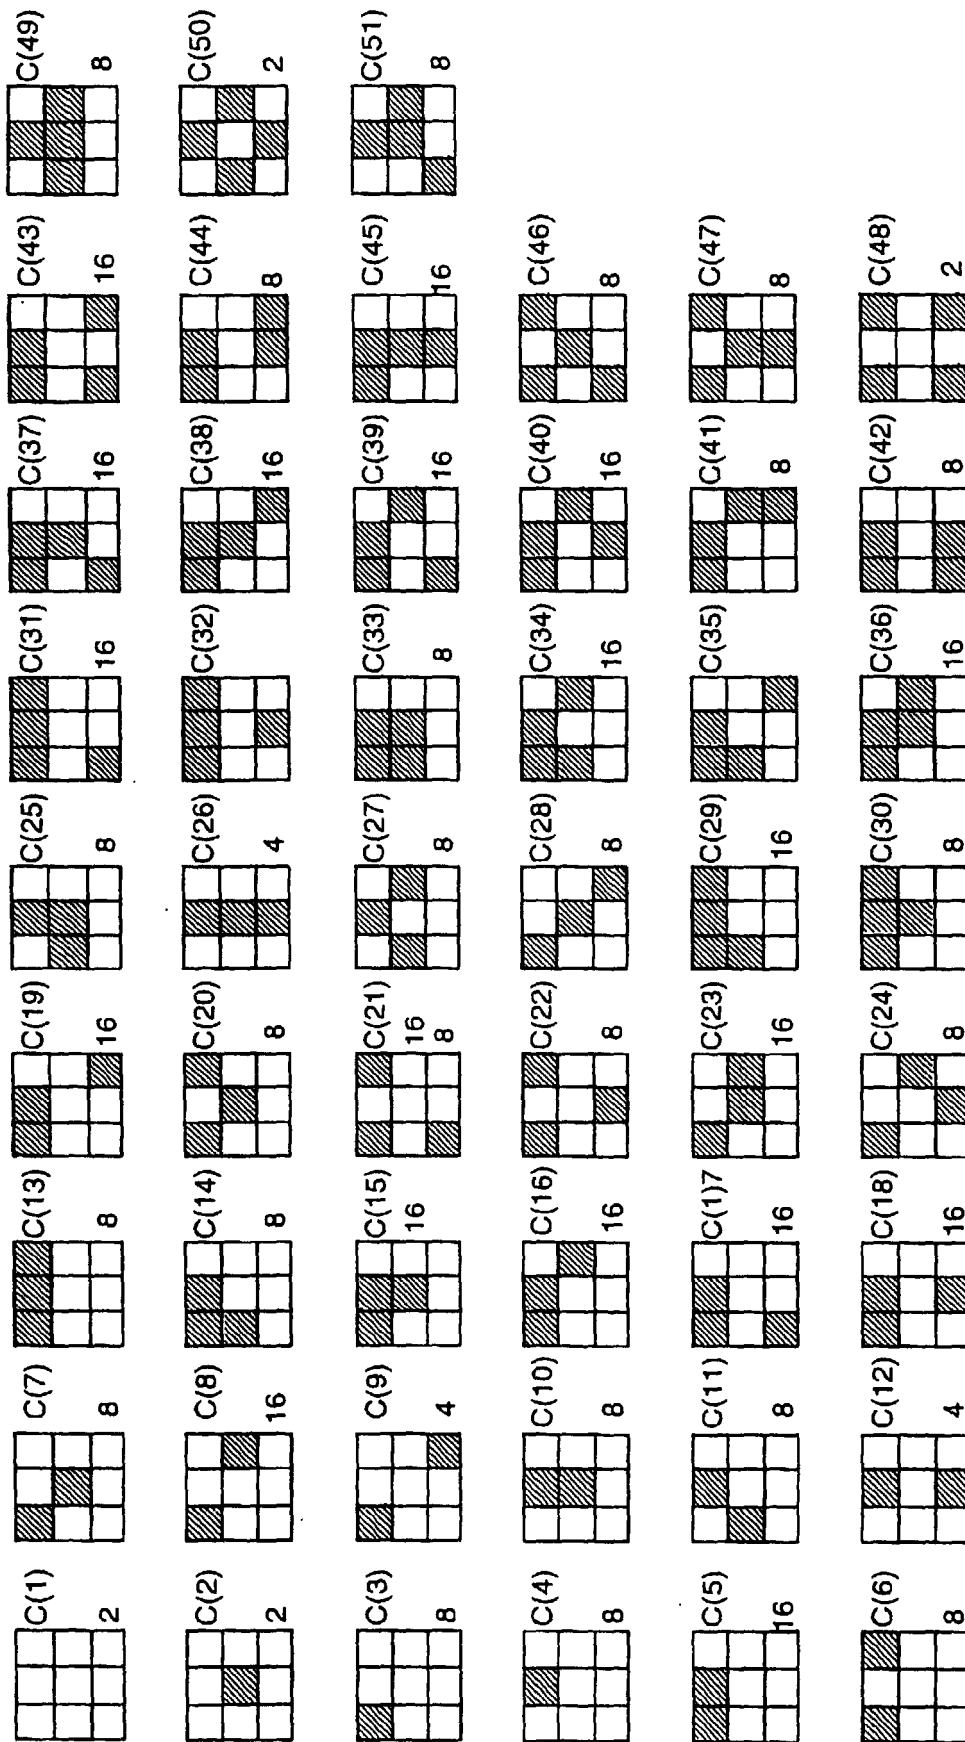 C(1)
2
C(2)
2
C(3)
8
C(4)
8
C(5)
16
C(6)
8
C(7)
8
C(8)
16
C(9)
4
C(10)
8
C(11)
8
C(12)
4
C(13)
8
C(14)
8
C(15)
16
C(16)
16
C(1)7
16
C(18)
16
C(19)
16
C(20)
8
C(21)
16
8
C(22)
8
C(23)
16
C(24)
8
C(25)
8
C(26)
4
C(27)
8
C(28)
8
C(29)
16
C(30)
8
C(31)
16
C(32)
C(33)
8
C(34)
16
C(35)
C(36)
16
C(37)
16
C(38)
16
C(39)
16
C(40)
16
C(41)
8
C(42)
8
C(43)
16
C(44)
8
C(45)
16
C(46)
8
C(47)
8
C(48)
2
C(49)
8
C(50)
2
C(51)
8